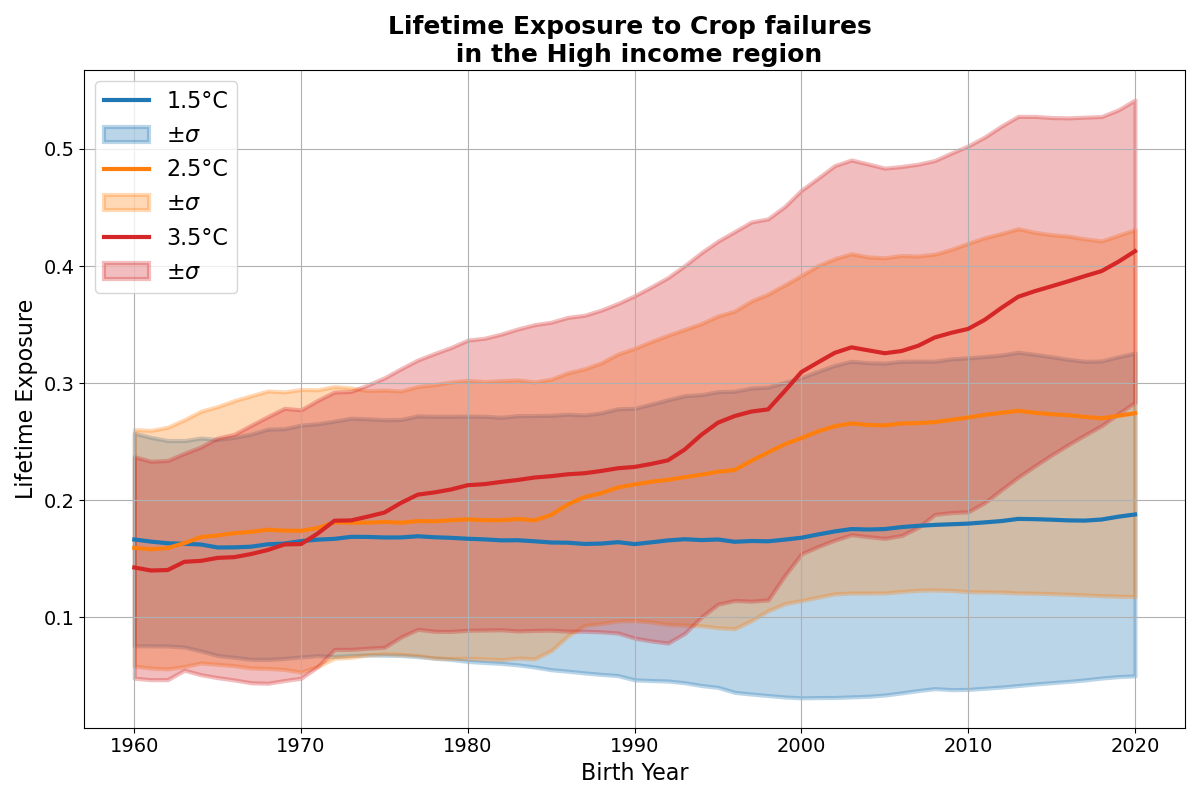 Lifetime Exposure to Crop failures
in the High income region
1.5°C
±σ
2.5°C
±σ
3.5°C
±σ
Lifetime Exposure
0.5
0.4
0.3
0.2
0.1
1960 1970 1980 1990 2000 2010 2020
Birth Year